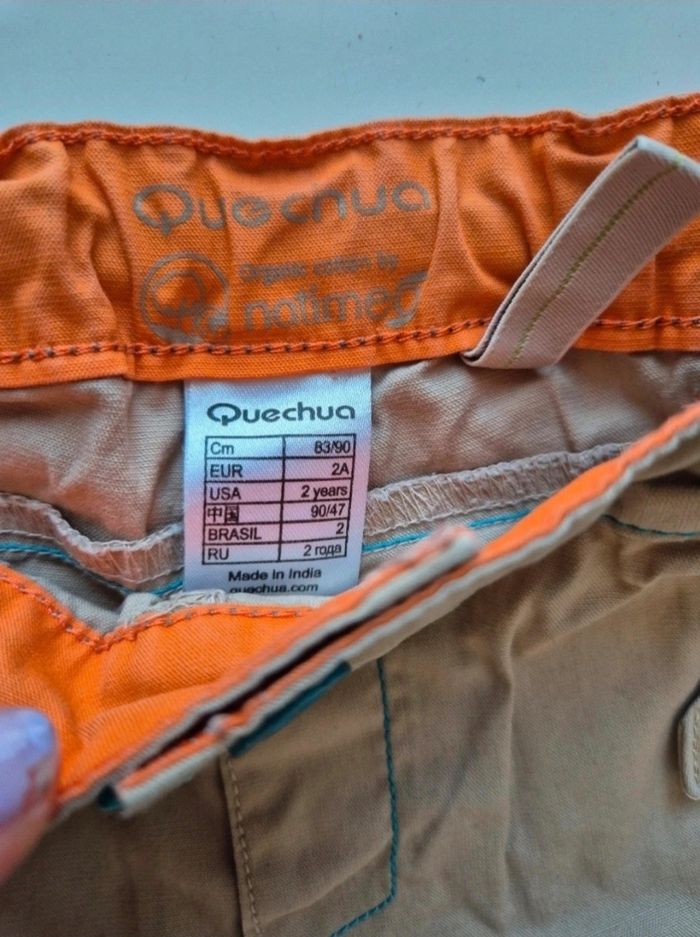 Quechua
organic cotton by
natimeo
Quechua
Cm 83/90
EUR 2A
USA 2 years
中国 90/47
BRASIL 2
RU 2 года
Made in India
quechua.com